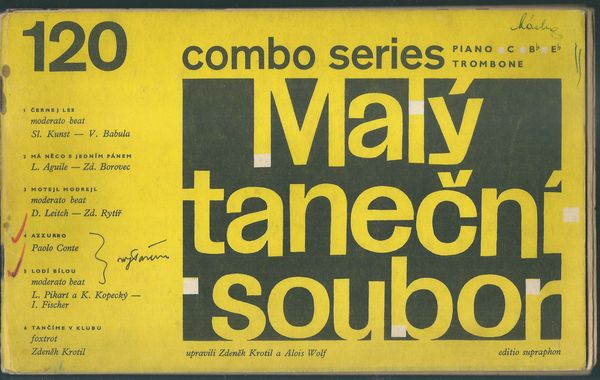 120
combo series
PIANO C B♭ E♭
TROMBONE
Malý
taneční
soubor
1 ČERNEJ LES
moderato beat
Sl. Kunst — V. Babula
2 MÁ NĚCO S JEDNÍM PÁNEM
L. Aguile — Zd. Borovec
3 MOTEJL MODREJL
moderato beat
D. Leitch — Zd. Rytíř
4 AZZURRO
Paolo Conte
5 LODÍ BÍLOU
moderato beat
L. Pikart a K. Kopecký —
I. Fischer
6 TANČÍME V KLUBU
foxtrot
Zdeněk Krotil
upravili Zdeněk Krotil a Alois Wolf
editio supraphon